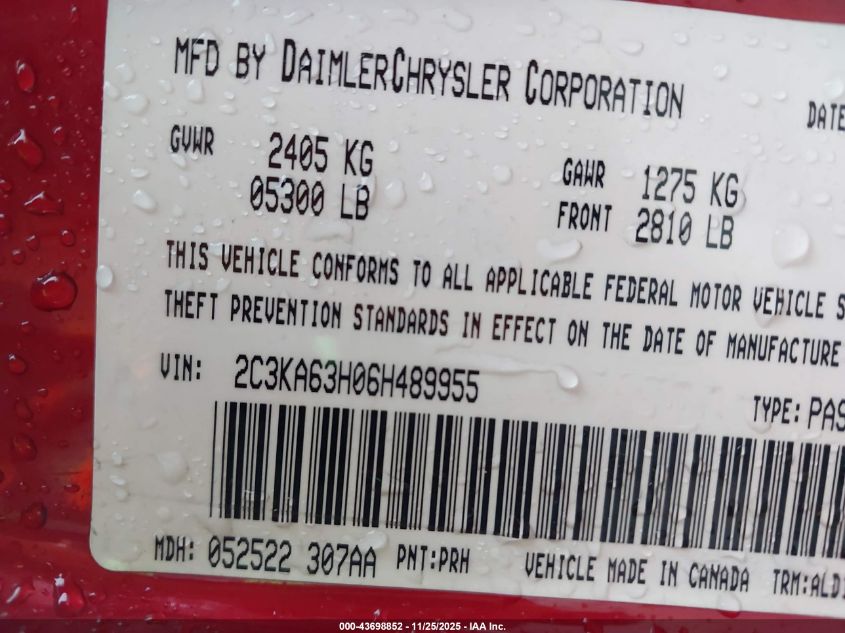 MFD BY DAIMLERCHRYSLER CORPORATION DATE
GVWR 2405 KG GAWR 1275 KG
05300 LB FRONT 2810 LB
THIS VEHICLE CONFORMS TO ALL APPLICABLE FEDERAL MOTOR VEHICLE S
THEFT PREVENTION STANDARDS IN EFFECT ON THE DATE OF MANUFACTURE
VIN: 2C3KA63H06H489955 TYPE: PAS
MDH: 052522 307AA PNT:PRH VEHICLE MADE IN CANADA TRM:ALD
000-43698852 - 11/25/2025 - IAA Inc.